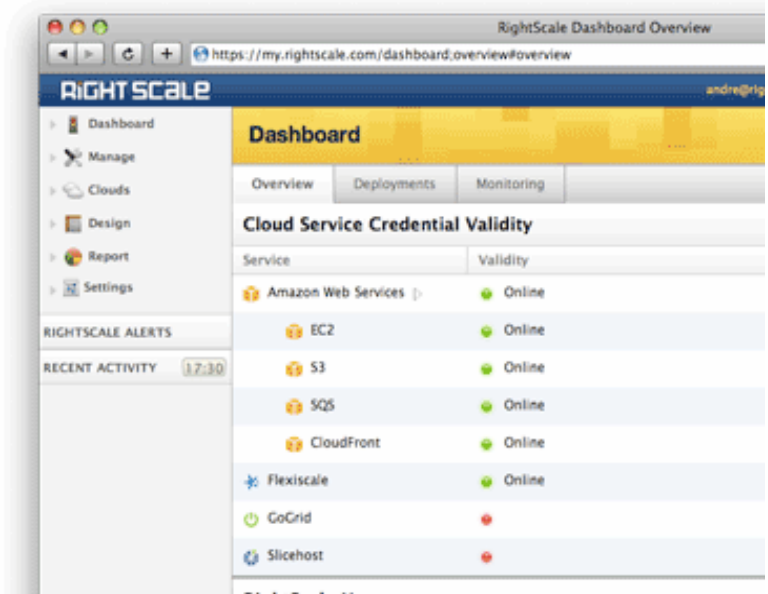 RightScale Dashboard Overview
https://my.rightscale.com/dashboard;overview#overview
RIGHTSCALE
Dashboard
Manage
Clouds
Design
Report
Settings
RIGHTSCALE ALERTS
RECENT ACTIVITY 17:30
Dashboard
Overview Deployments Monitoring
Cloud Service Credential Validity
Service Validity
Amazon Web Services Online
EC2 Online
S3 Online
SQS Online
CloudFront Online
Flexiscale Online
GoGrid
Slicehost